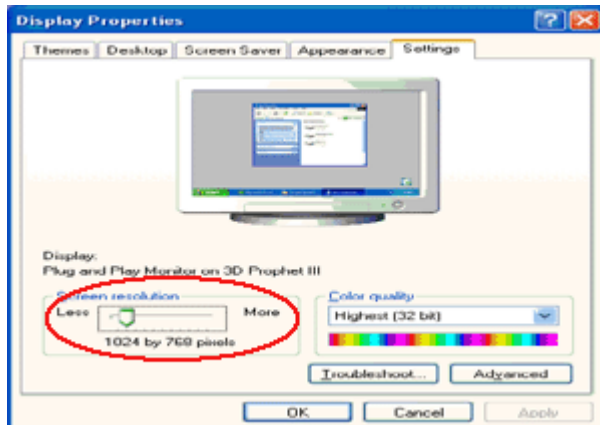 Display Properties
Themes Desktop Screen Saver Appearance Settings
Display:
Plug and Play Monitor on 3D Prophet III
Screen resolution
Less More
1024 by 768 pixels
Color quality
Highest (32 bit)
Troubleshoot... Advanced
OK Cancel Apply